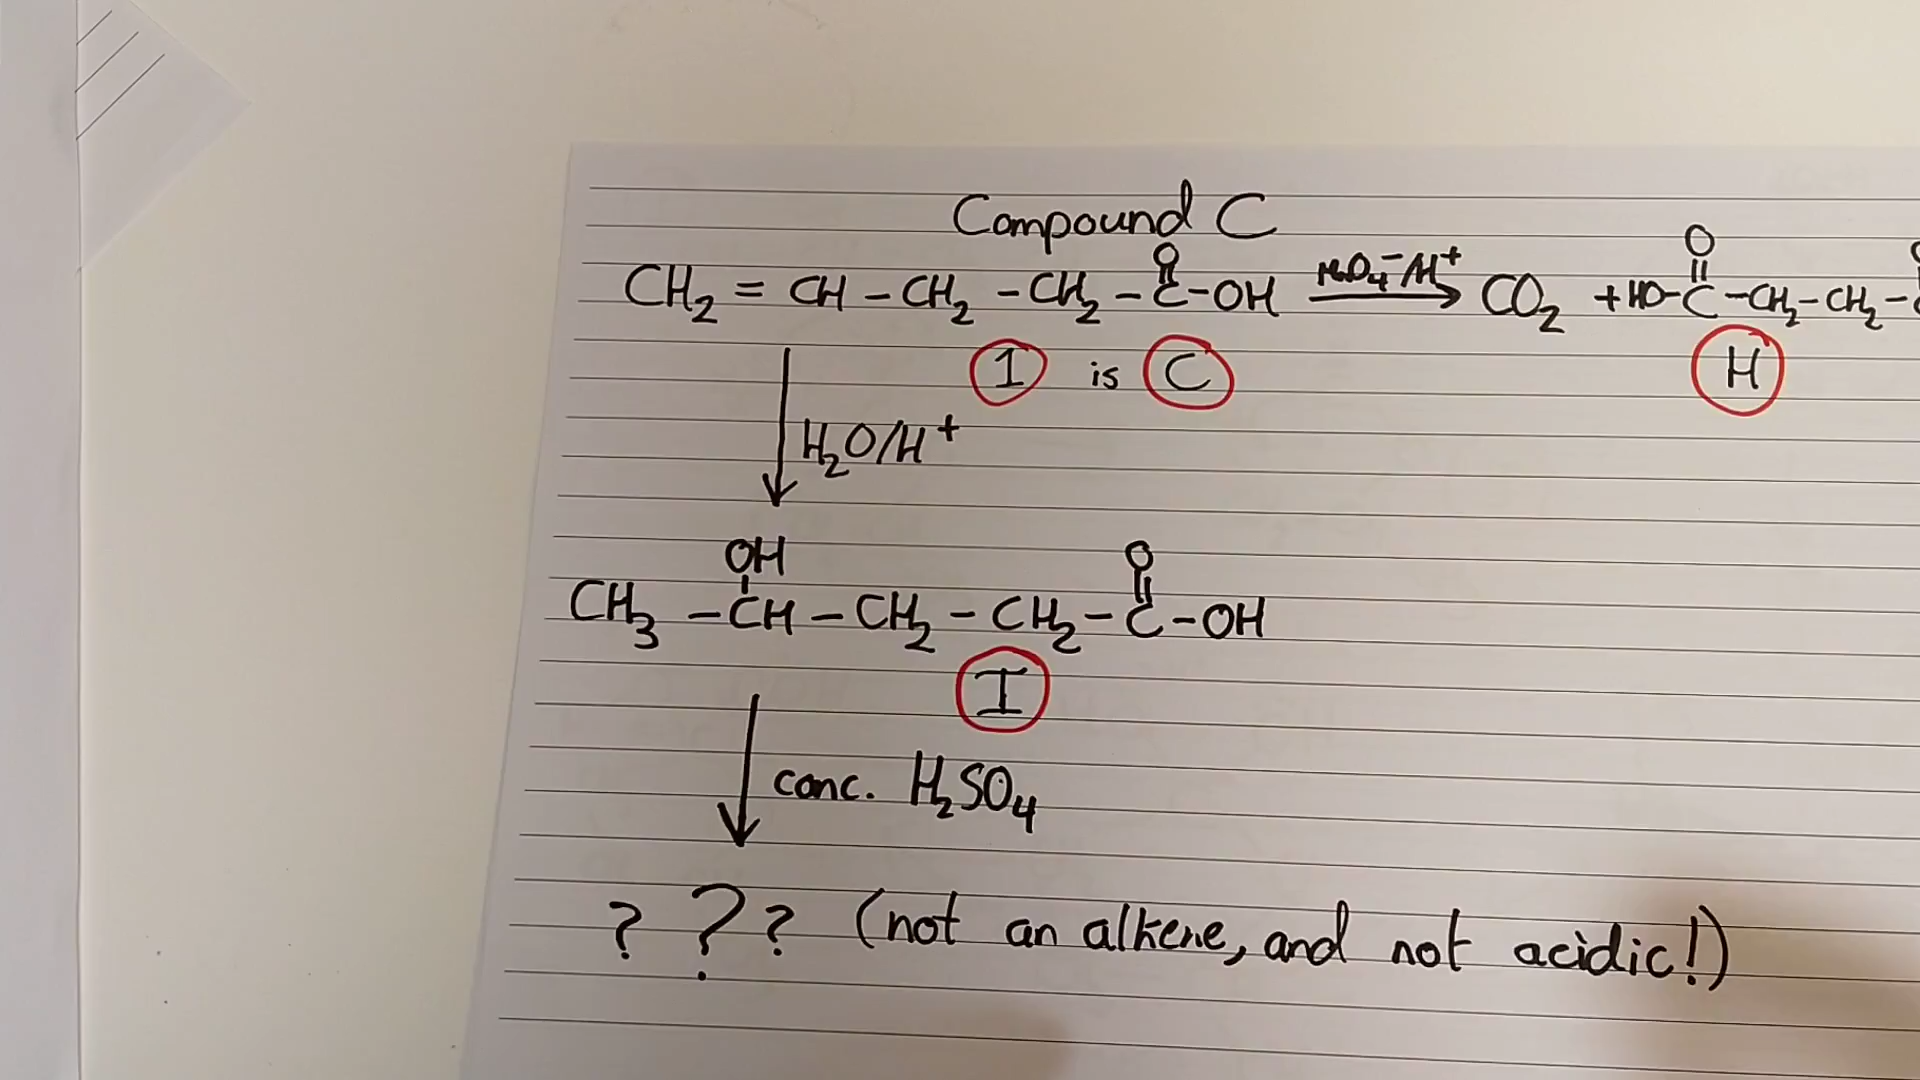 Compound C
CH₂ = CH – CH₂ – CH₂ – C(=O) – OH MnO₄⁻/H⁺ → CO₂ + HO – C(=O) – CH₂ – CH₂ –
I is C H
H₂O/H⁺
OH
CH₃ – CH – CH₂ – CH₂ – C(=O) – OH
I
conc. H₂SO₄
? ? ? (not an alkene, and not acidic!)